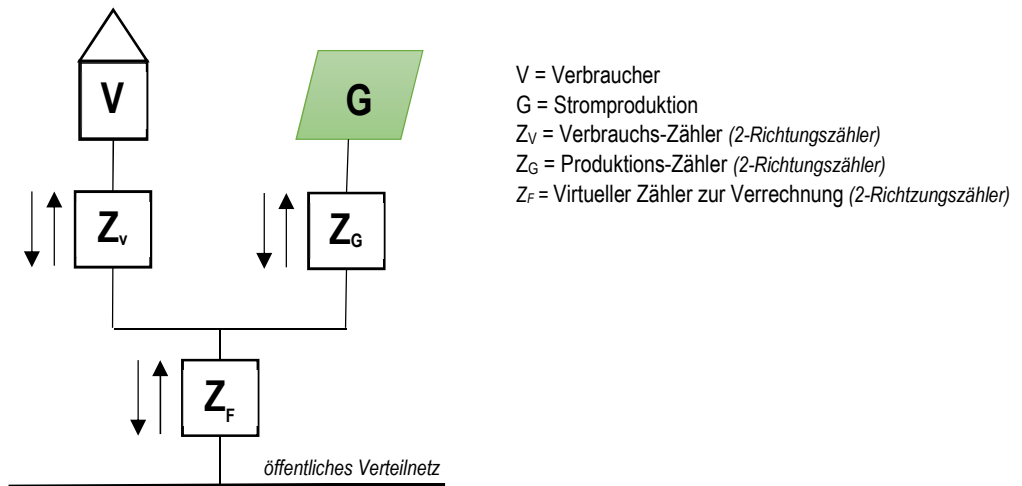 V
G
V = Verbraucher
G = Stromproduktion
ZV = Verbrauchs-Zähler (2-Richtungszähler)
ZG = Produktions-Zähler (2-Richtungszähler)
ZF = Virtueller Zähler zur Verrechnung (2-Richtzungszähler)
Zv
ZG
ZF
öffentliches Verteilnetz